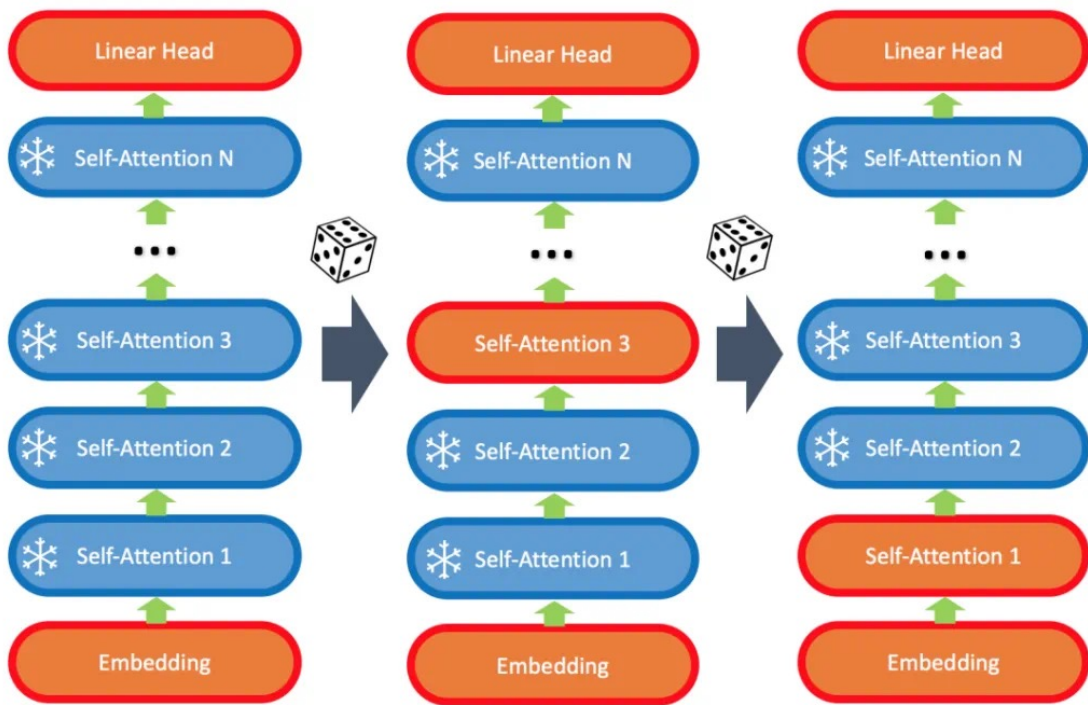 Linear Head
Self-Attention N
...
Self-Attention 3
Self-Attention 2
Self-Attention 1
Embedding
Linear Head
Self-Attention N
...
Self-Attention 3
Self-Attention 2
Self-Attention 1
Embedding
Linear Head
Self-Attention N
...
Self-Attention 3
Self-Attention 2
Self-Attention 1
Embedding